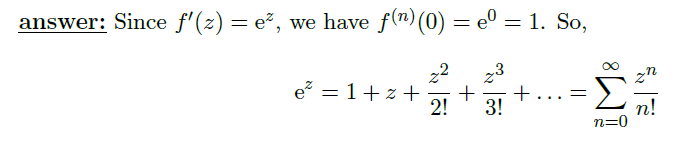 answer: Since f′(z) = e^z, we have f^(n)(0) = e^0 = 1. So,
e^z = 1 + z + z^2/2! + z^3/3! + . . . = ∑_{n=0}^{∞} z^n/n!